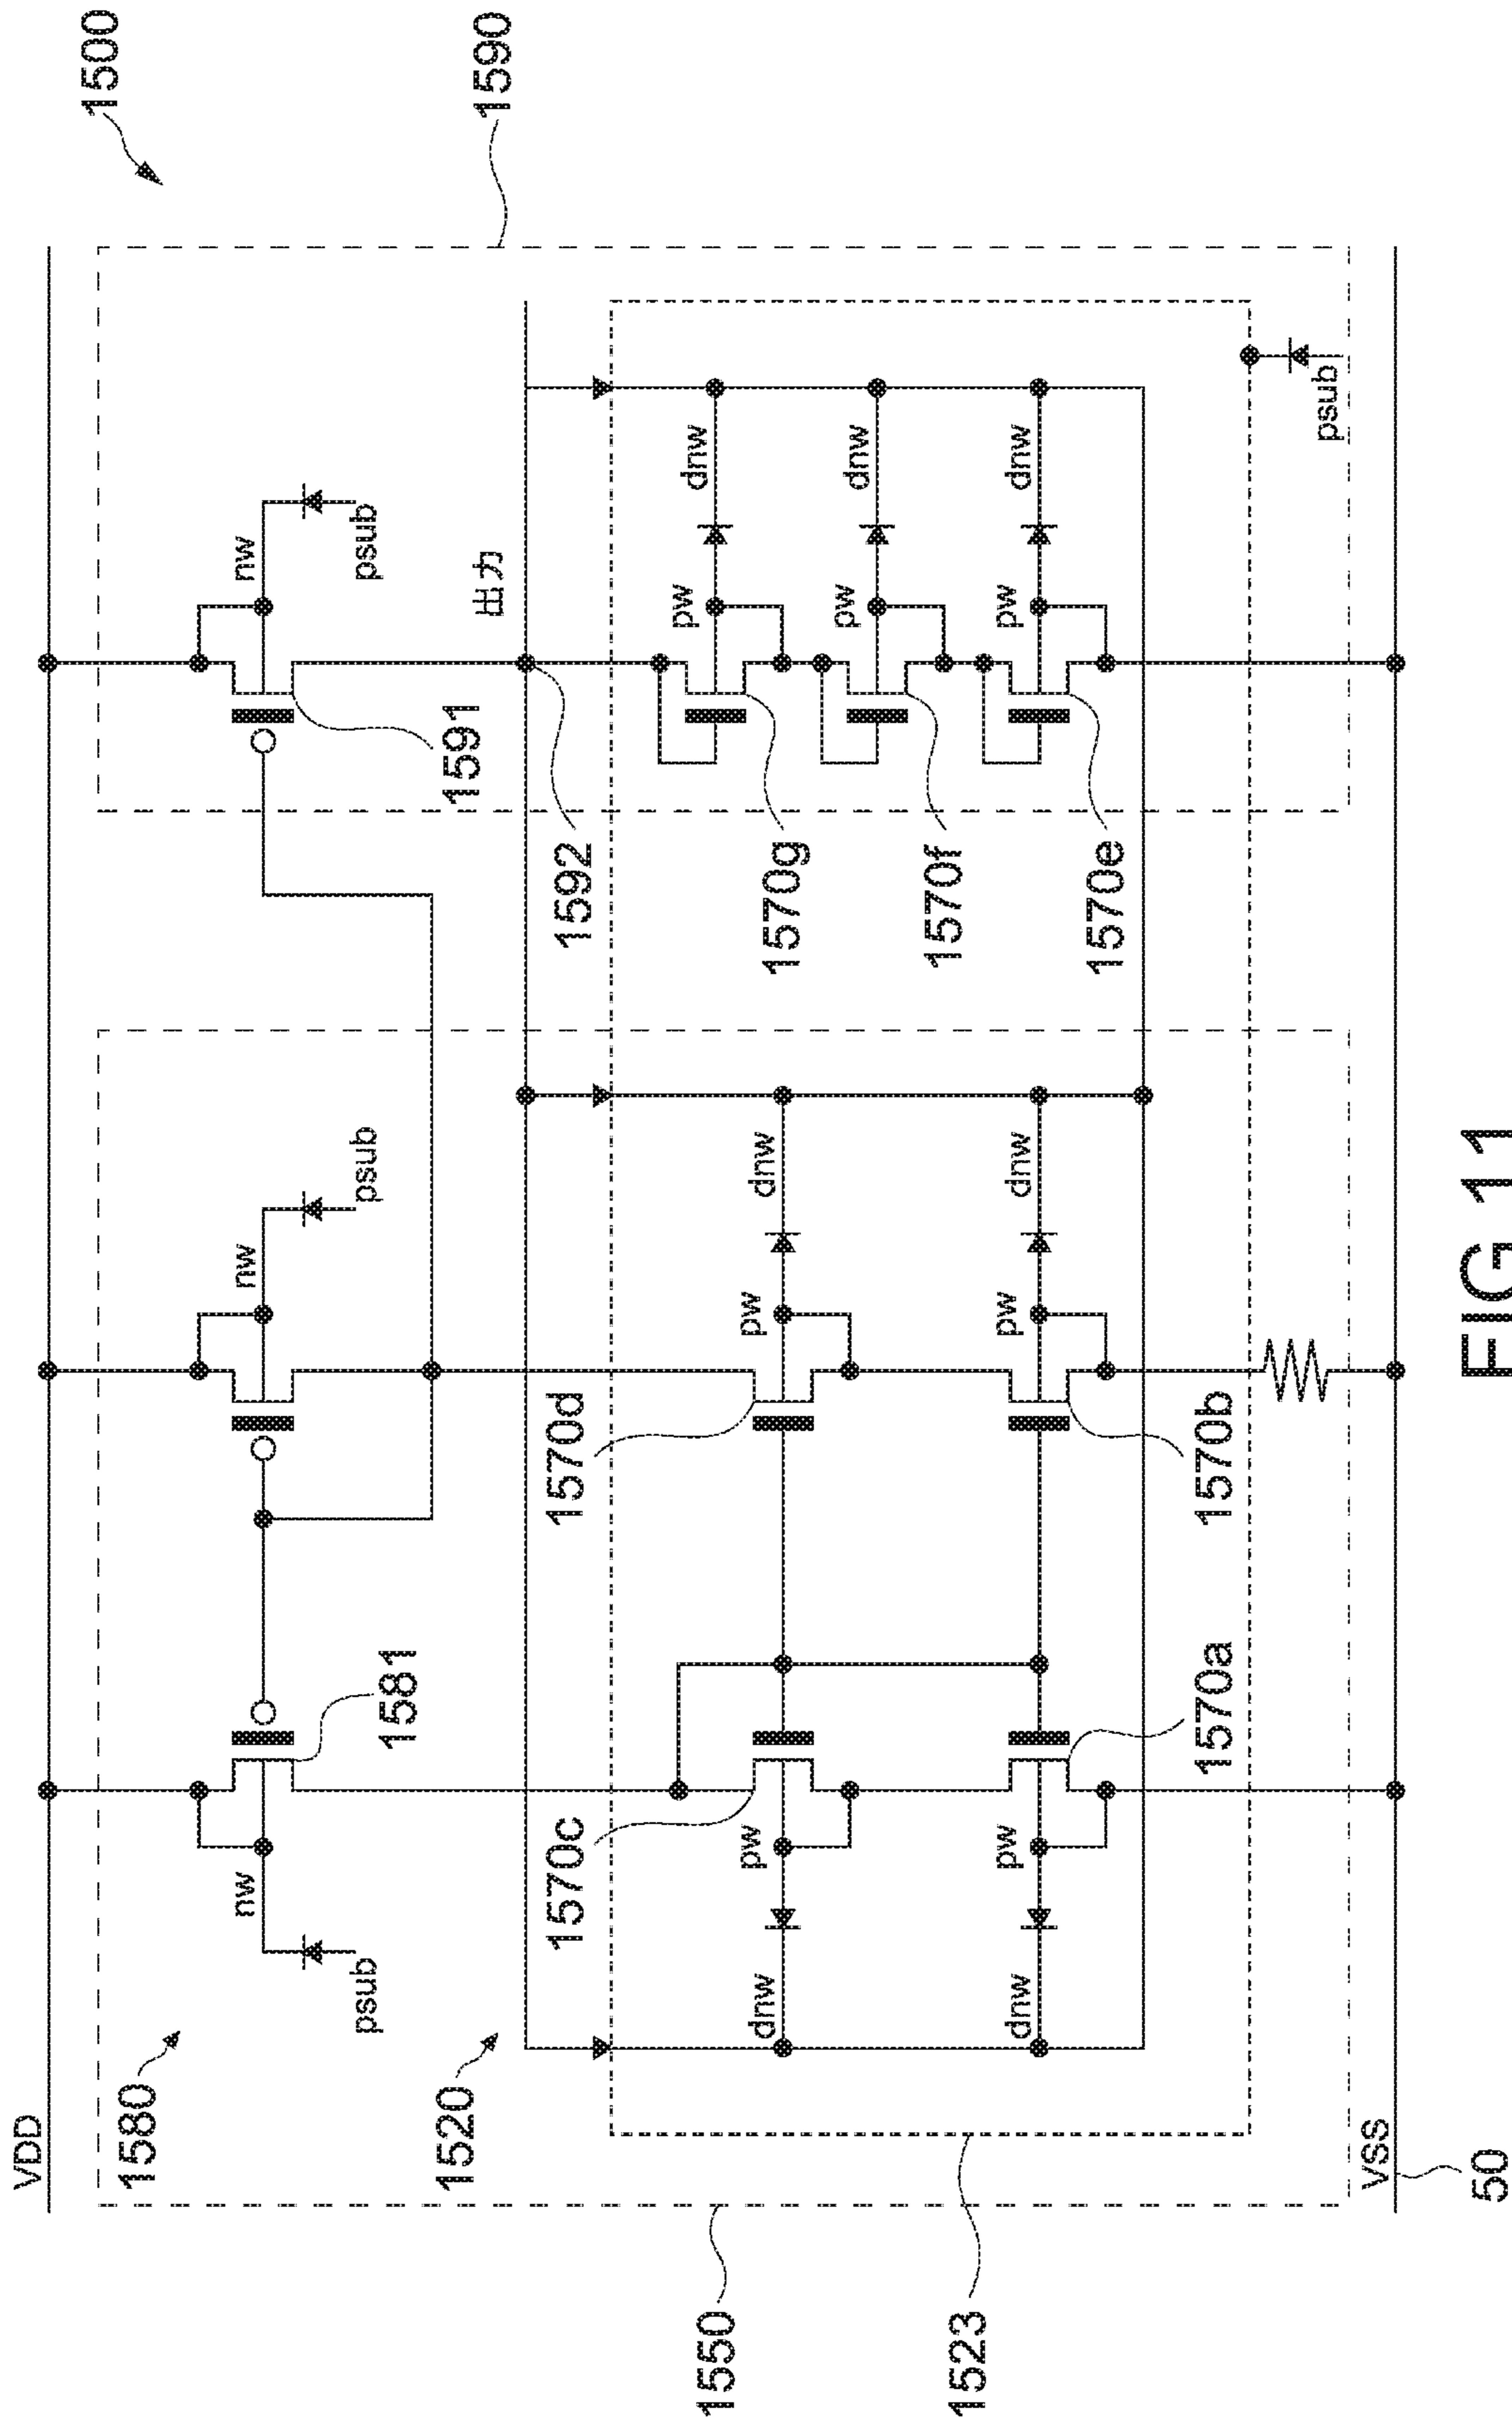 1500
1590
VDD
1580
nw
psub
1581
nw
psub
nw
psub
1591
出力
1592
1520
1550
1523
1570c
pw
dnw
1570d
pw
dnw
1570a
pw
dnw
1570b
pw
dnw
1570g
pw
dnw
1570f
pw
dnw
1570e
pw
dnw
psub
VSS
50
FIG 11